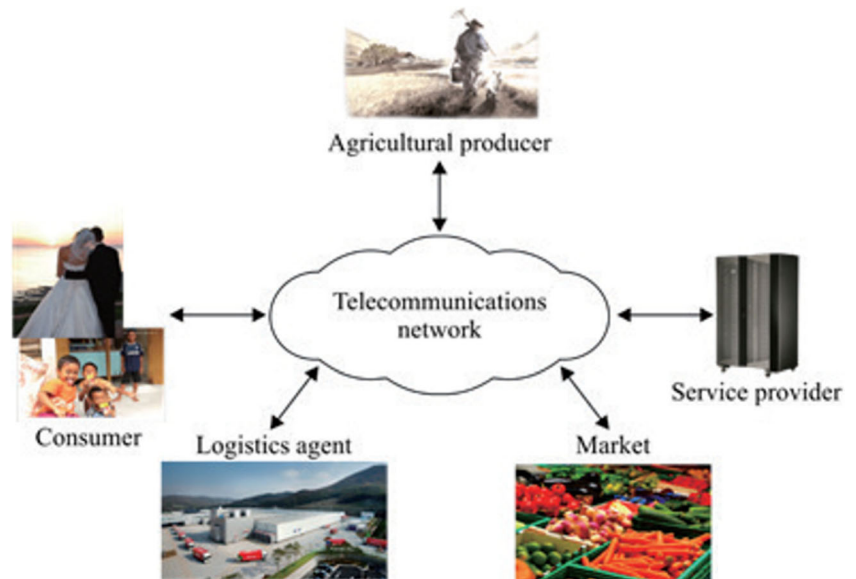 Agricultural producer
Telecommunications
network
Service provider
Consumer
Logistics agent
Market